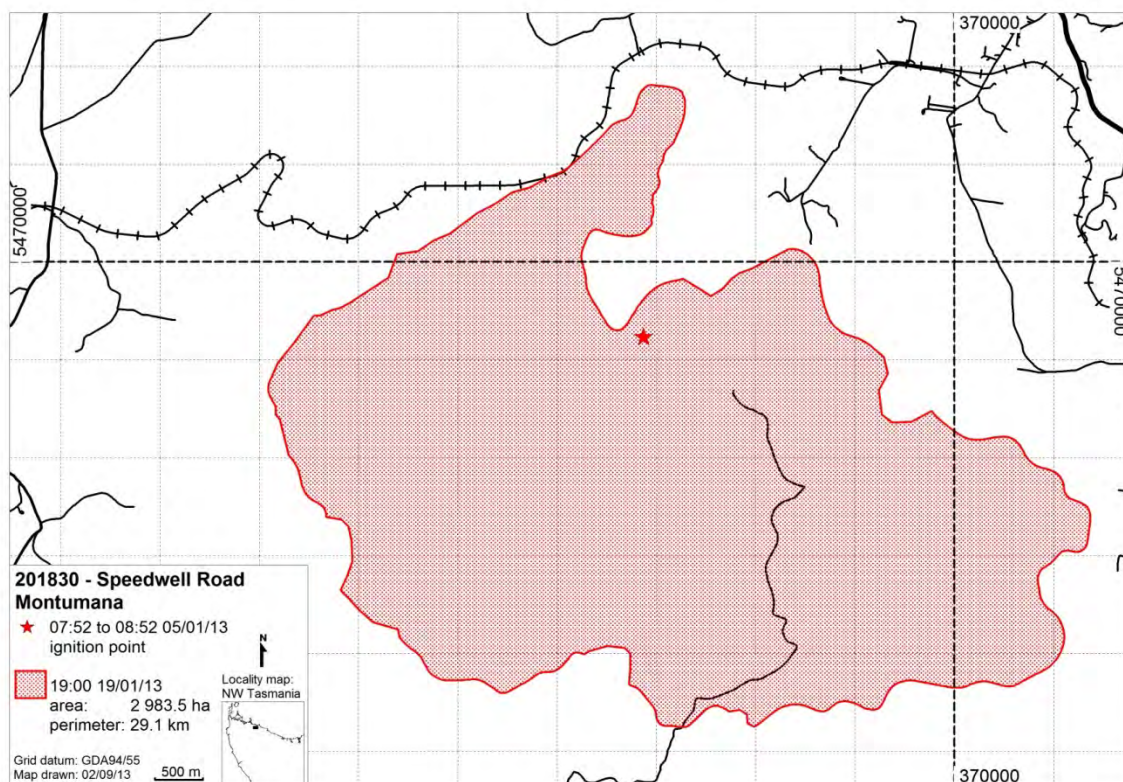 370000
5470000
5470000
201830 - Speedwell Road
Montumana
07:52 to 08:52 05/01/13
ignition point
N
Locality map:
NW Tasmania
19:00 19/01/13
area: 2 983.5 ha
perimeter: 29.1 km
Grid datum: GDA94/55
Map drawn: 02/09/13
500 m
370000